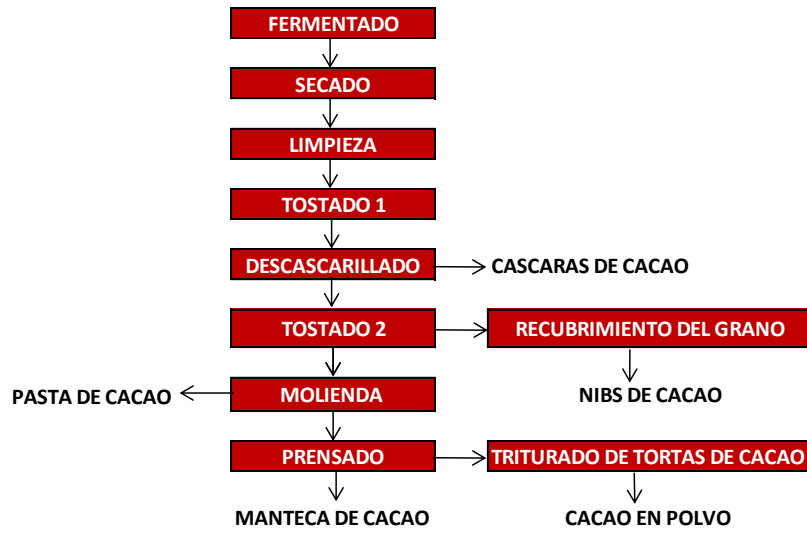 FERMENTADO
SECADO
LIMPIEZA
TOSTADO 1
DESCASCARILLADO
CASCARAS DE CACAO
TOSTADO 2
RECUBRIMIENTO DEL GRANO
PASTA DE CACAO
MOLIENDA
NIBS DE CACAO
PRENSADO
TRITURADO DE TORTAS DE CACAO
MANTECA DE CACAO
CACAO EN POLVO